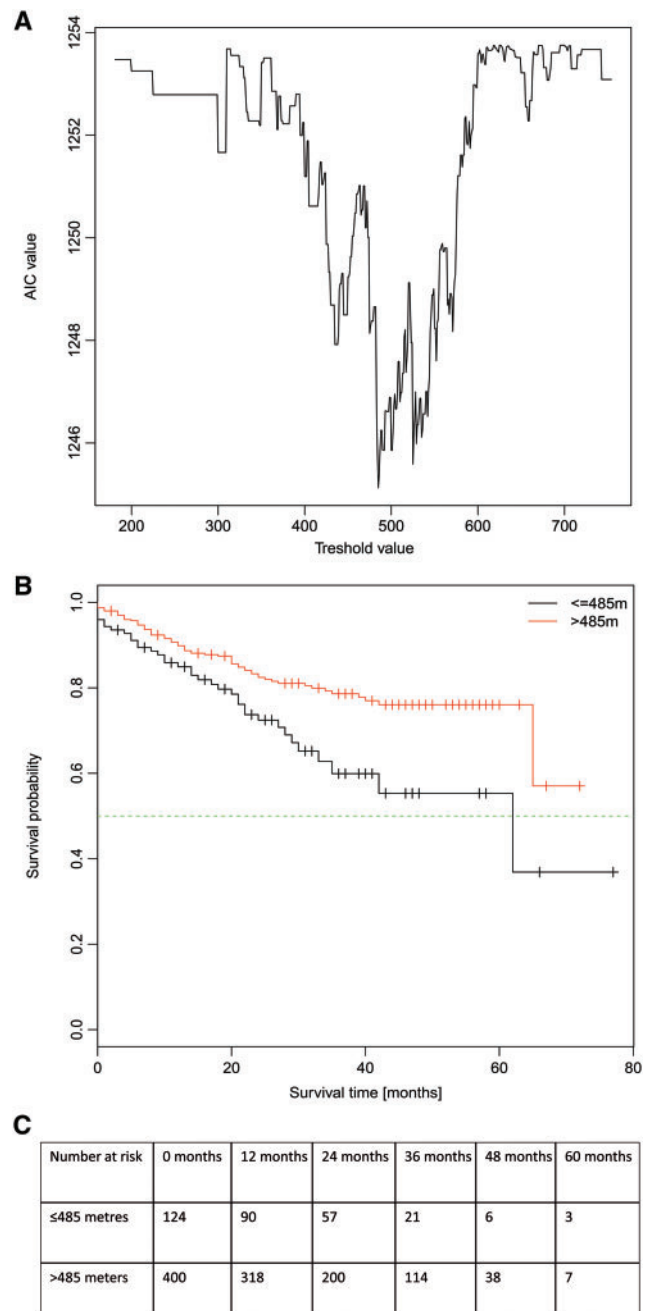 A
1254
1252
1250
1248
1246
AIC value
200 300 400 500 600 700
Treshold value
B
<=485m
>485m
1.0
0.8
0.6
0.4
0.2
0.0
Survival probability
0 20 40 60 80
Survival time [months]
C
Number at risk 0 months 12 months 24 months 36 months 48 months 60 months
≤485 metres 124 90 57 21 6 3
>485 meters 400 318 200 114 38 7